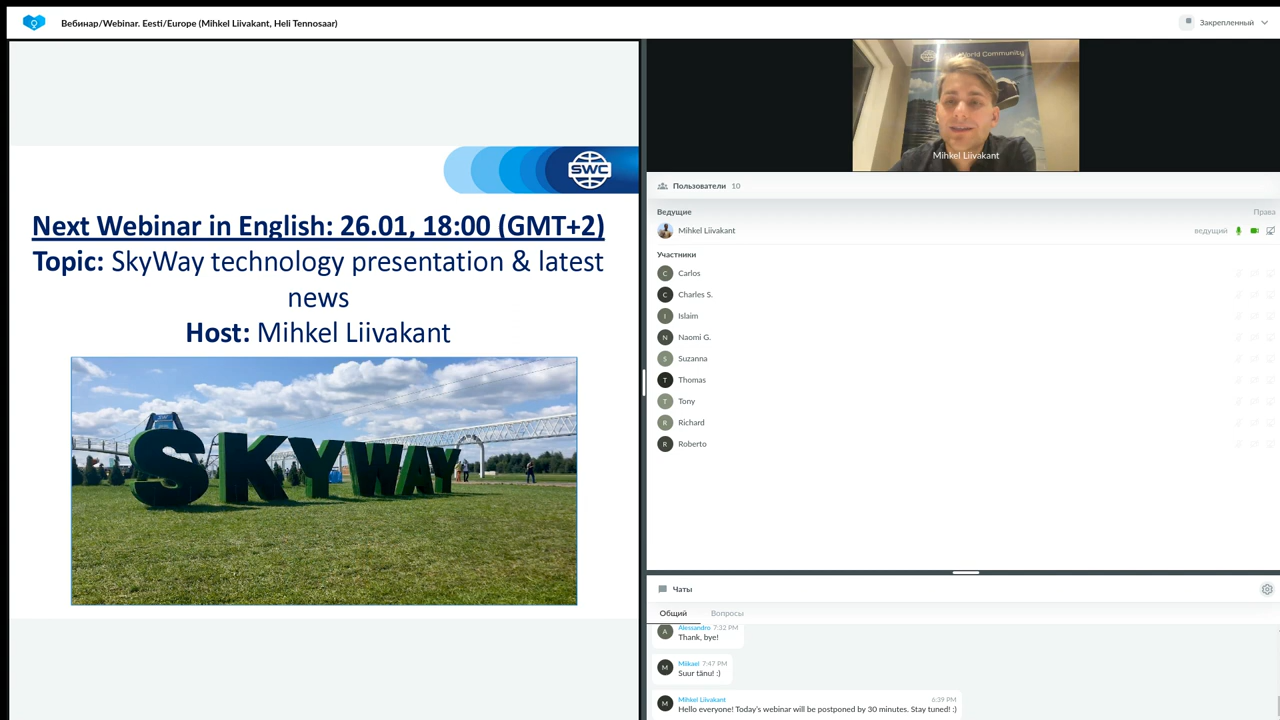 Вебинар/Webinar. Eesti/Europe (Mihkel Liivakant, Heli Tennosaar)
Закрепленный
SWC
Next Webinar in English: 26.01, 18:00 (GMT+2)
Topic: SkyWay technology presentation & latest
news
Host: Mihkel Liivakant
SKYWAY
World Community
Mihkel Liivakant
Пользователи 10
Ведущие
Права
Mihkel Liivakant
ведущий
Участники
C Carlos
C Charles S.
I Islaim
N Naomi G.
S Suzanna
T Thomas
T Tony
R Richard
R Roberto
Чаты
Общий Вопросы
A Alessandro 7:32 PM
Thank, bye!
M Miikael 7:47 PM
Suur tänu! :)
M Mihkel Liivakant 6:39 PM
Hello everyone! Today's webinar will be postponed by 30 minutes. Stay tuned! :)